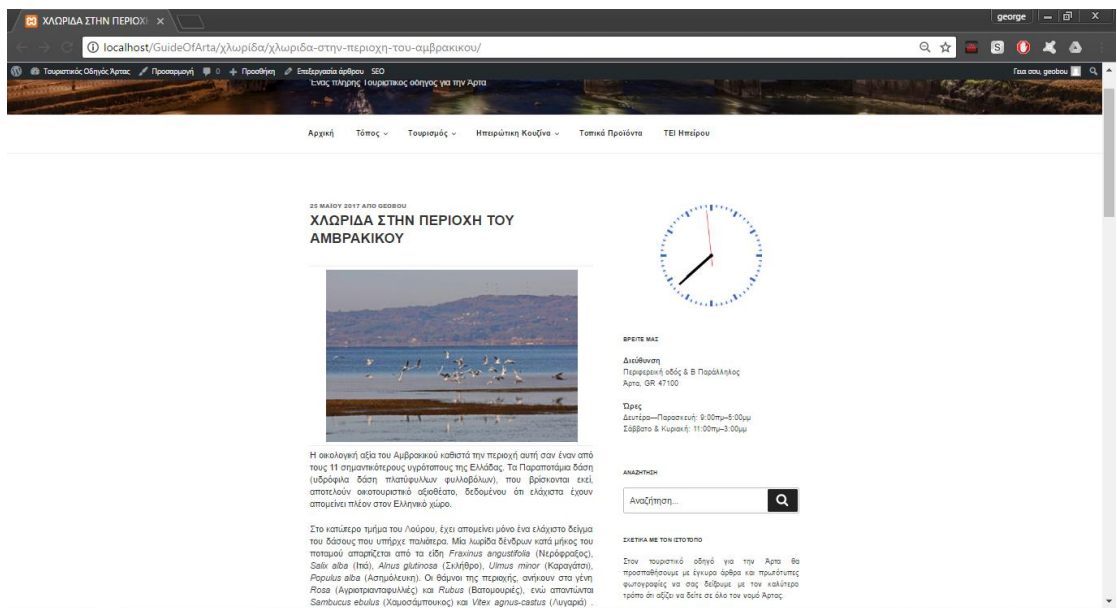 ΧΛΩΡΙΔΑ ΣΤΗΝ ΠΕΡΙΟΧΗ
george
localhost/GuideOfArta/χλωρίδα/χλωριδα-στην-περιοχη-του-αμβρακικου/
Τουριστικός Οδηγός Άρτας Προσαρμογή 0 Προσθήκη Επεξεργασία άρθρου SEO Γεια σου, geobou
Ένας πλήρης Τουριστικός οδηγός για την Άρτα
Αρχική Τόπος Τουρισμός Ηπειρώτικη Κουζίνα Τοπικά Προϊόντα ΤΕΙ Ηπείρου
25 ΜΑΪΟΥ 2017 ΑΠΌ GEOBOU
ΧΛΩΡΙΔΑ ΣΤΗΝ ΠΕΡΙΟΧΗ ΤΟΥ
ΑΜΒΡΑΚΙΚΟΥ
Η οικολογική αξία του Αμβρακικού καθιστά την περιοχή αυτή σαν έναν από
τους 11 σημαντικότερους υγρότοπους της Ελλάδας. Τα Παραποτάμια δάση
(υδρόφιλα δάση πλατύφυλλων φυλλοβόλων), που βρίσκονται εκεί,
αποτελούν οικοτουριστικό αξιοθέατο, δεδομένου ότι ελάχιστα έχουν
απομείνει πλέον στον Ελληνικό χώρο.
Στο κατώτερο τμήμα του Λούρου, έχει απομείνει μόνο ένα ελάχιστο δείγμα
του δάσους που υπήρχε παλιότερα. Μία λωρίδα δένδρων κατά μήκος του
ποταμού απαρτίζεται από τα είδη Fraxinus angustifolia (Νερόφραξος),
Salix alba (Ιτιά), Alnus glutinosa (Σκλήθρο), Ulmus minor (Καραγάτσι),
Populus alba (Ασημόλευκη). Οι θάμνοι της περιοχής, ανήκουν στα γένη
Rosa (Αγριοτριανταφυλλιές) και Rubus (Βατομουριές), ενώ απαντώνται
Sambucus ebulus (Χαμοσάμπουκος) και Vitex agnus-castus (Λυγαριά) .
ΒΡΕΊΤΕ ΜΑΣ
Διεύθυνση
Περιφερειική οδός & Β Παράλληλος
Άρτα, GR 47100
Ώρες
Δευτέρα—Παρασκευή: 9:00πμ–5:00μμ
Σάββατο & Κυριακή: 11:00πμ–3:00μμ
ΑΝΑΖΉΤΗΣΗ
Αναζήτηση...
ΣΧΕΤΙΚΆ ΜΕ ΤΟΝ ΙΣΤΌΤΟΠΟ
Στον τουριστικό οδηγό για την Άρτα θα
προσπαθήσουμε με έγκυρα άρθρα και πρωτότυπες
φωτογραφίες να σας δείξουμε με τον καλύτερο
τρόπο ότι αξίζει να δείτε σε όλο τον νομό Άρτας.